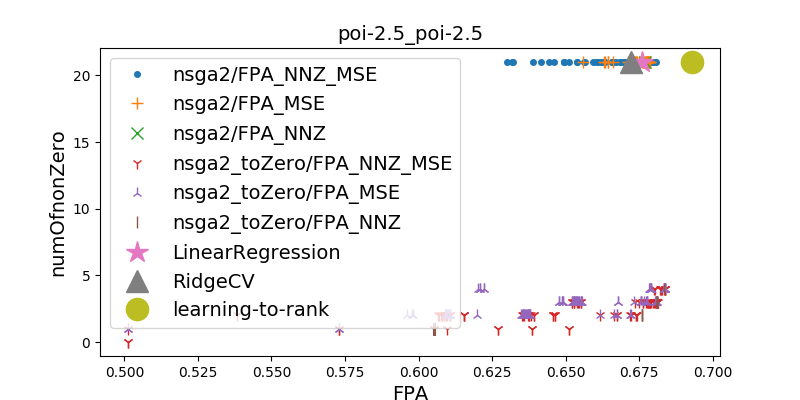 poi-2.5_poi-2.5
numOfnonZero
20
15
10
5
0
nsga2/FPA_NNZ_MSE
nsga2/FPA_MSE
nsga2/FPA_NNZ
nsga2_toZero/FPA_NNZ_MSE
nsga2_toZero/FPA_MSE
nsga2_toZero/FPA_NNZ
LinearRegression
RidgeCV
learning-to-rank
0.500 0.525 0.550 0.575 0.600 0.625 0.650 0.675 0.700
FPA